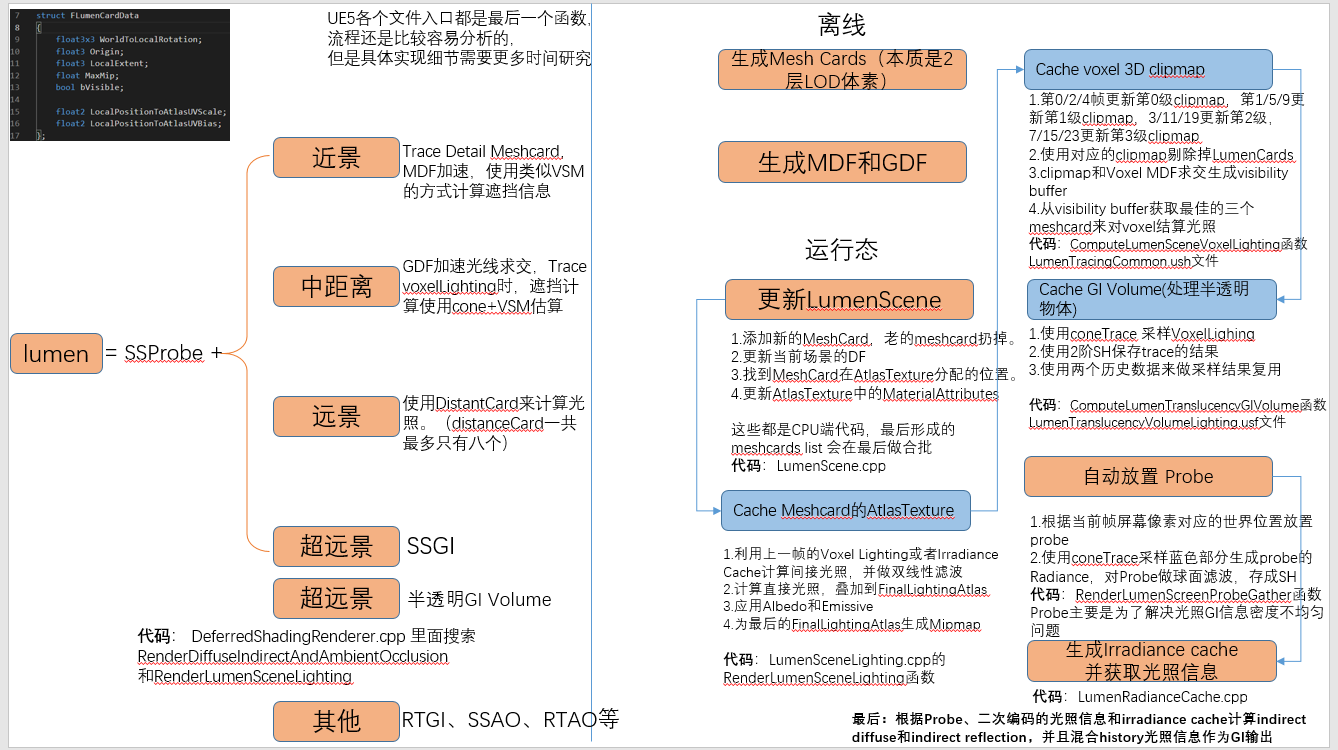 7 struct FLumenCardData
8 {
9 float3x3 WorldToLocalRotation;
10 float3 Origin;
11 float3 LocalExtent;
12 float MaxMip;
13 bool bVisible;
14
15 float2 LocalPositionToAtlasUVScale;
16 float2 LocalPositionToAtlasUVBias;
17 };
UE5各个文件入口都是最后一个函数,
流程还是比较容易分析的,
但是具体实现细节需要更多时间研究
lumen
= SSProbe +
近景
Trace Detail Meshcard,
MDF加速，使用类似VSM
的方式计算遮挡信息
中距离
GDF加速光线求交，Trace
voxelLighting时，遮挡计
算使用cone+VSM估算
远景
使用DistantCard来计算光
照。（distanceCard一共
最多只有八个）
超远景
SSGI
超远景
半透明GI Volume
代码： DeferredShadingRenderer.cpp 里面搜索
RenderDiffuseIndirectAndAmbientOcclusion
和RenderLumenSceneLighting
其他
RTGI、SSAO、RTAO等
离线
生成Mesh Cards（本质是2
层LOD体素）
生成MDF和GDF
运行态
更新LumenScene
1.添加新的MeshCard，老的meshcard扔掉。
2.更新当前场景的DF
3.找到MeshCard在AtlasTexture分配的位置。
4.更新AtlasTexture中的MaterialAttributes
这些都是CPU端代码，最后形成的
meshcards list 会在最后做合批
代码：LumenScene.cpp
Cache Meshcard的AtlasTexture
1.利用上一帧的Voxel Lighting或者Irradiance
Cache计算间接光照，并做双线性滤波
2.计算直接光照，叠加到FinalLightingAtlas
3.应用Albedo和Emissive
4.为最后的FinalLightingAtlas生成Mipmap
代码：LumenSceneLighting.cpp的
RenderLumenSceneLighting函数
Cache voxel 3D clipmap
1.第0/2/4帧更新第0级clipmap，第1/5/9更
新第1级clipmap，3/11/19更新第2级，
7/15/23更新第3级clipmap
2.使用对应的clipmap剔除掉LumenCards
3.clipmap和Voxel MDF求交生成visibility
buffer
4.从visibility buffer获取最佳的三个
meshcard来对voxel结算光照
代码：ComputeLumenSceneVoxelLighting函数
LumenTracingCommon.ush文件
Cache GI Volume(处理半透明
物体)
1.使用coneTrace 采样VoxelLighing
2.使用2阶SH保存trace的结果
3.使用两个历史数据来做采样结果复用
代码：ComputeLumenTranslucencyGIVolume函数
LumenTranslucencyVolumeLighting.usf文件
自动放置 Probe
1.根据当前帧屏幕像素对应的世界位置放置
probe
2.使用coneTrace采样蓝色部分生成probe的
Radiance，对Probe做球面滤波，存成SH
代码：RenderLumenScreenProbeGather函数
Probe主要是为了解决光照GI信息密度不均匀
问题
生成Irradiance cache
并获取光照信息
代码：LumenRadianceCache.cpp
最后：根据Probe、二次编码的光照信息和irradiance cache计算indirect
diffuse和indirect reflection，并且混合history光照信息作为GI输出